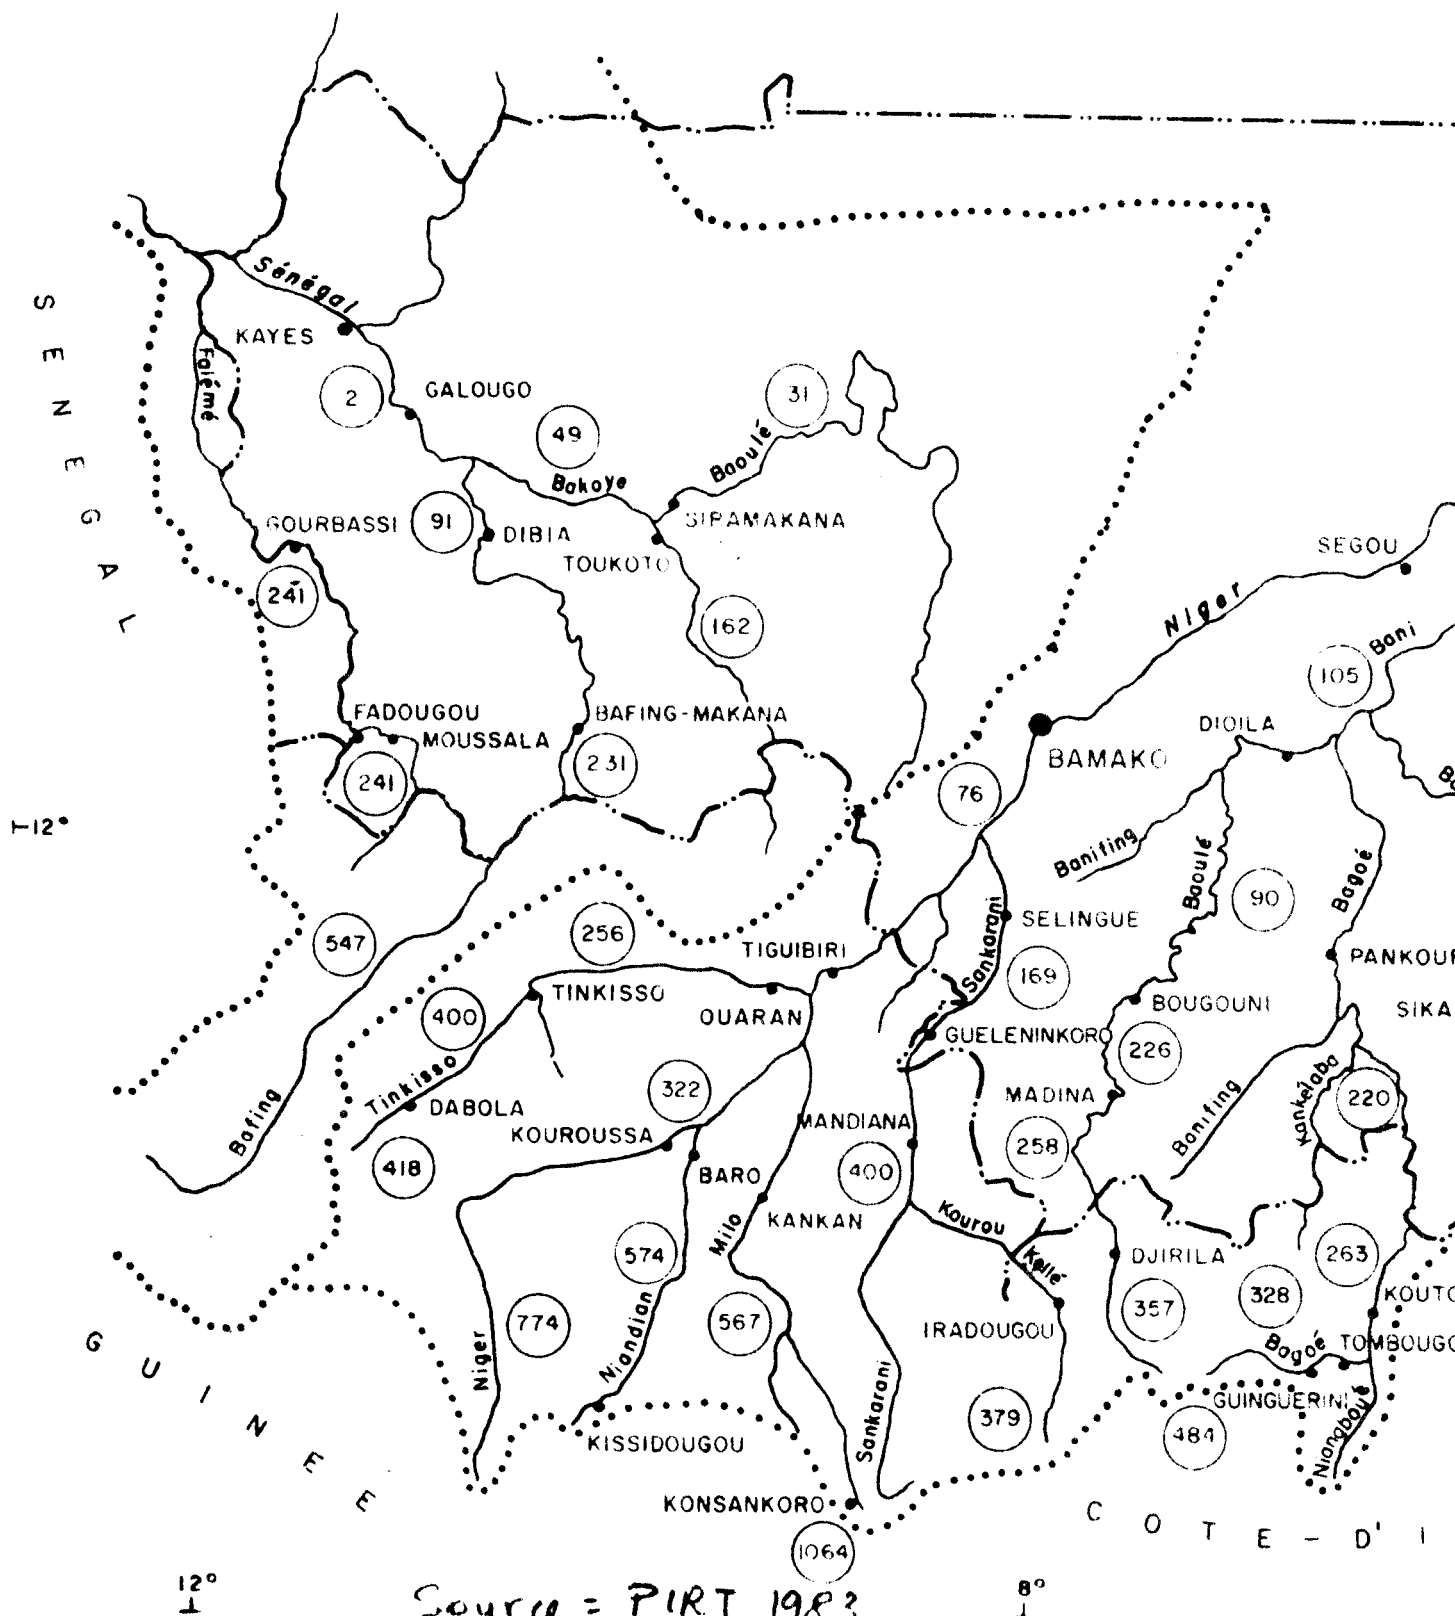 Sénégal
S E N E G A L
KAYES
Falémé
2
GALOUGO
31
49
Baoulé
Bakoye
GOURBASSI
91
DIBIA
SIRAMAKANA
TOUKOTO
SEGOU
241
162
Niger
Bani
105
FADOUGOU
BAFING-MAKANA
DIOILA
MOUSSALA
BAMAKO
231
241
76
12°
Banifing
Baoulé
Bagoé
90
547
256
TIGUIBIRI
Sankarani
SELINGUE
PANKOUR
169
TINKISSO
OUARAN
BOUGOUNI
SIKA
400
GUELENINKORO
226
Tinkisso
322
MADINA
Kankélaba
220
DABOLA
Bafing
KOUROUSSA
MANDIANA
Banifing
258
418
BARO
400
KANKAN
Milo
Kourou
574
Kellé
DJIRILA
263
328
KOUTO
357
774
567
IRADOUGOU
Niger
Niandian
Bagoé
TOMBOUGO
G U I N E E
Sankarani
GUINGUERINI
379
484
Niangboué
KISSIDOUGOU
KONSANKORO
COTE-D'I
1064
12°
8°
Source = PIRT